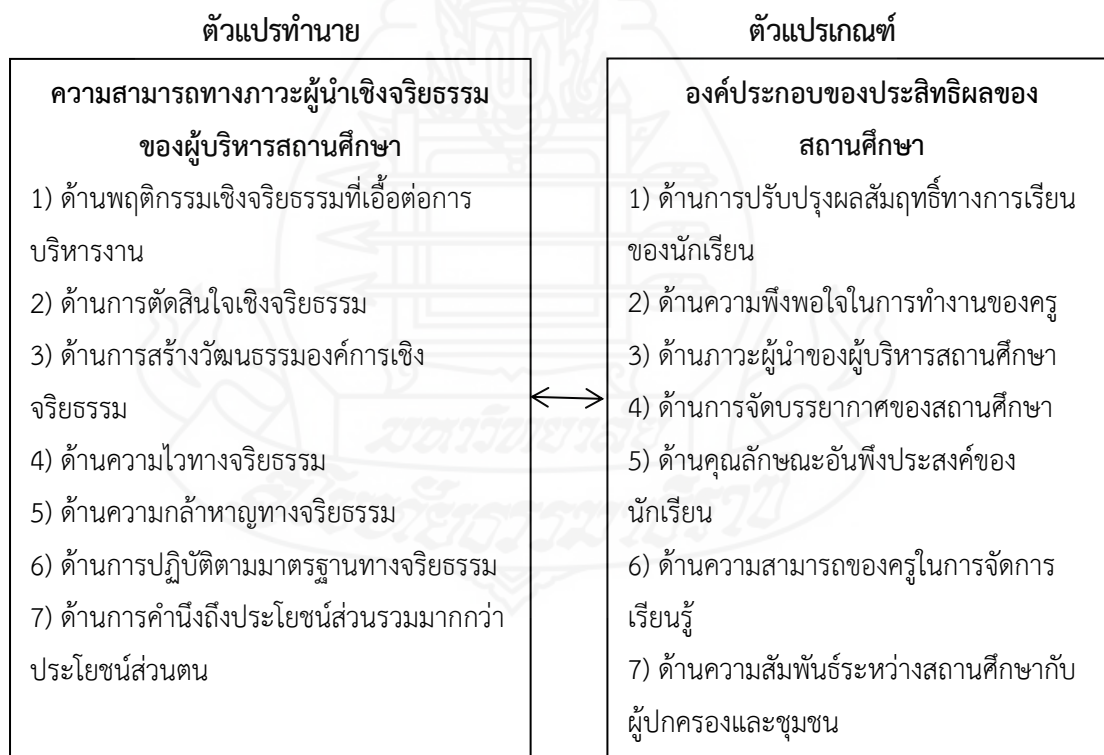 ตัวแปรทำนาย
ความสามารถทางภาวะผู้นำเชิงจริยธรรม
ของผู้บริหารสถานศึกษา
1) ด้านพฤติกรรมเชิงจริยธรรมที่เอื้อต่อการ
บริหารงาน
2) ด้านการตัดสินใจเชิงจริยธรรม
3) ด้านการสร้างวัฒนธรรมองค์การเชิง
จริยธรรม
4) ด้านความไวทางจริยธรรม
5) ด้านความกล้าหาญทางจริยธรรม
6) ด้านการปฏิบัติตามมาตรฐานทางจริยธรรม
7) ด้านการคำนึงถึงประโยชน์ส่วนรวมมากกว่า
ประโยชน์ส่วนตน
ตัวแปรเกณฑ์
องค์ประกอบของประสิทธิผลของ
สถานศึกษา
1) ด้านการปรับปรุงผลสัมฤทธิ์ทางการเรียน
ของนักเรียน
2) ด้านความพึงพอใจในการทำงานของครู
3) ด้านภาวะผู้นำของผู้บริหารสถานศึกษา
4) ด้านการจัดบรรยากาศของสถานศึกษา
5) ด้านคุณลักษณะอันพึงประสงค์ของ
นักเรียน
6) ด้านความสามารถของครูในการจัดการ
เรียนรู้
7) ด้านความสัมพันธ์ระหว่างสถานศึกษากับ
ผู้ปกครองและชุมชน
มหาวิทยาลัย
สุโขทัยธรรมาธิราช